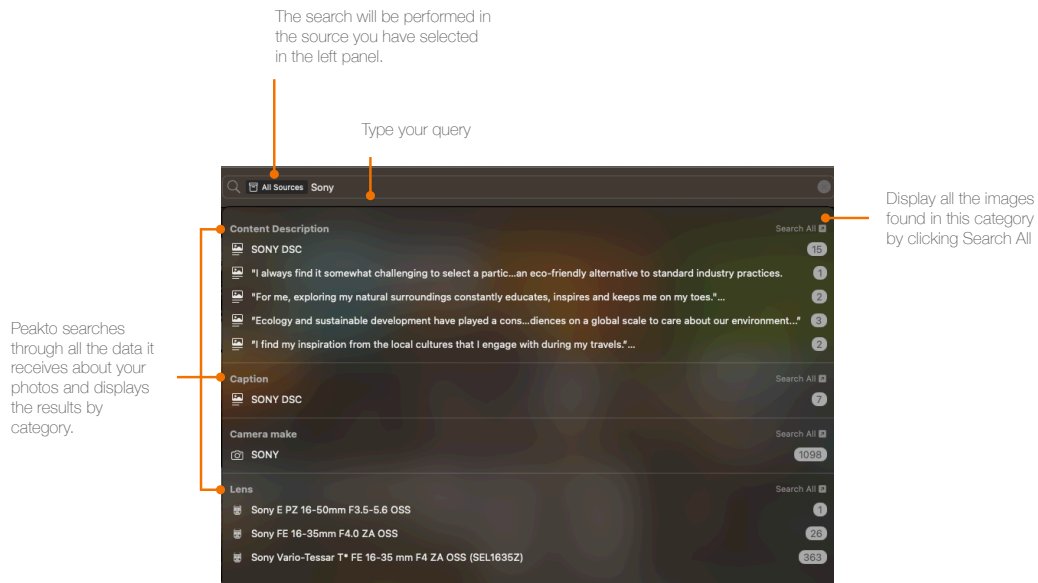 The search will be performed in
the source you have selected
in the left panel.
Type your query
All Sources Sony
Display all the images
found in this category
by clicking Search All
Content Description Search All
SONY DSC 15
"I always find it somewhat challenging to select a partic...an eco-friendly alternative to standard industry practices. 1
"For me, exploring my natural surroundings constantly educates, inspires and keeps me on my toes."... 2
"Ecology and sustainable development have played a cons...diences on a global scale to care about our environment..." 3
"I find my inspiration from the local cultures that I engage with during my travels."... 2
Peakto searches
through all the data it
receives about your
photos and displays
the results by
category.
Caption Search All
SONY DSC 7
Camera make Search All
SONY 1098
Lens Search All
Sony E PZ 16-50mm F3.5-5.6 OSS 1
Sony FE 16-35mm F4.0 ZA OSS 26
Sony Vario-Tessar T* FE 16-35 mm F4 ZA OSS (SEL1635Z) 363